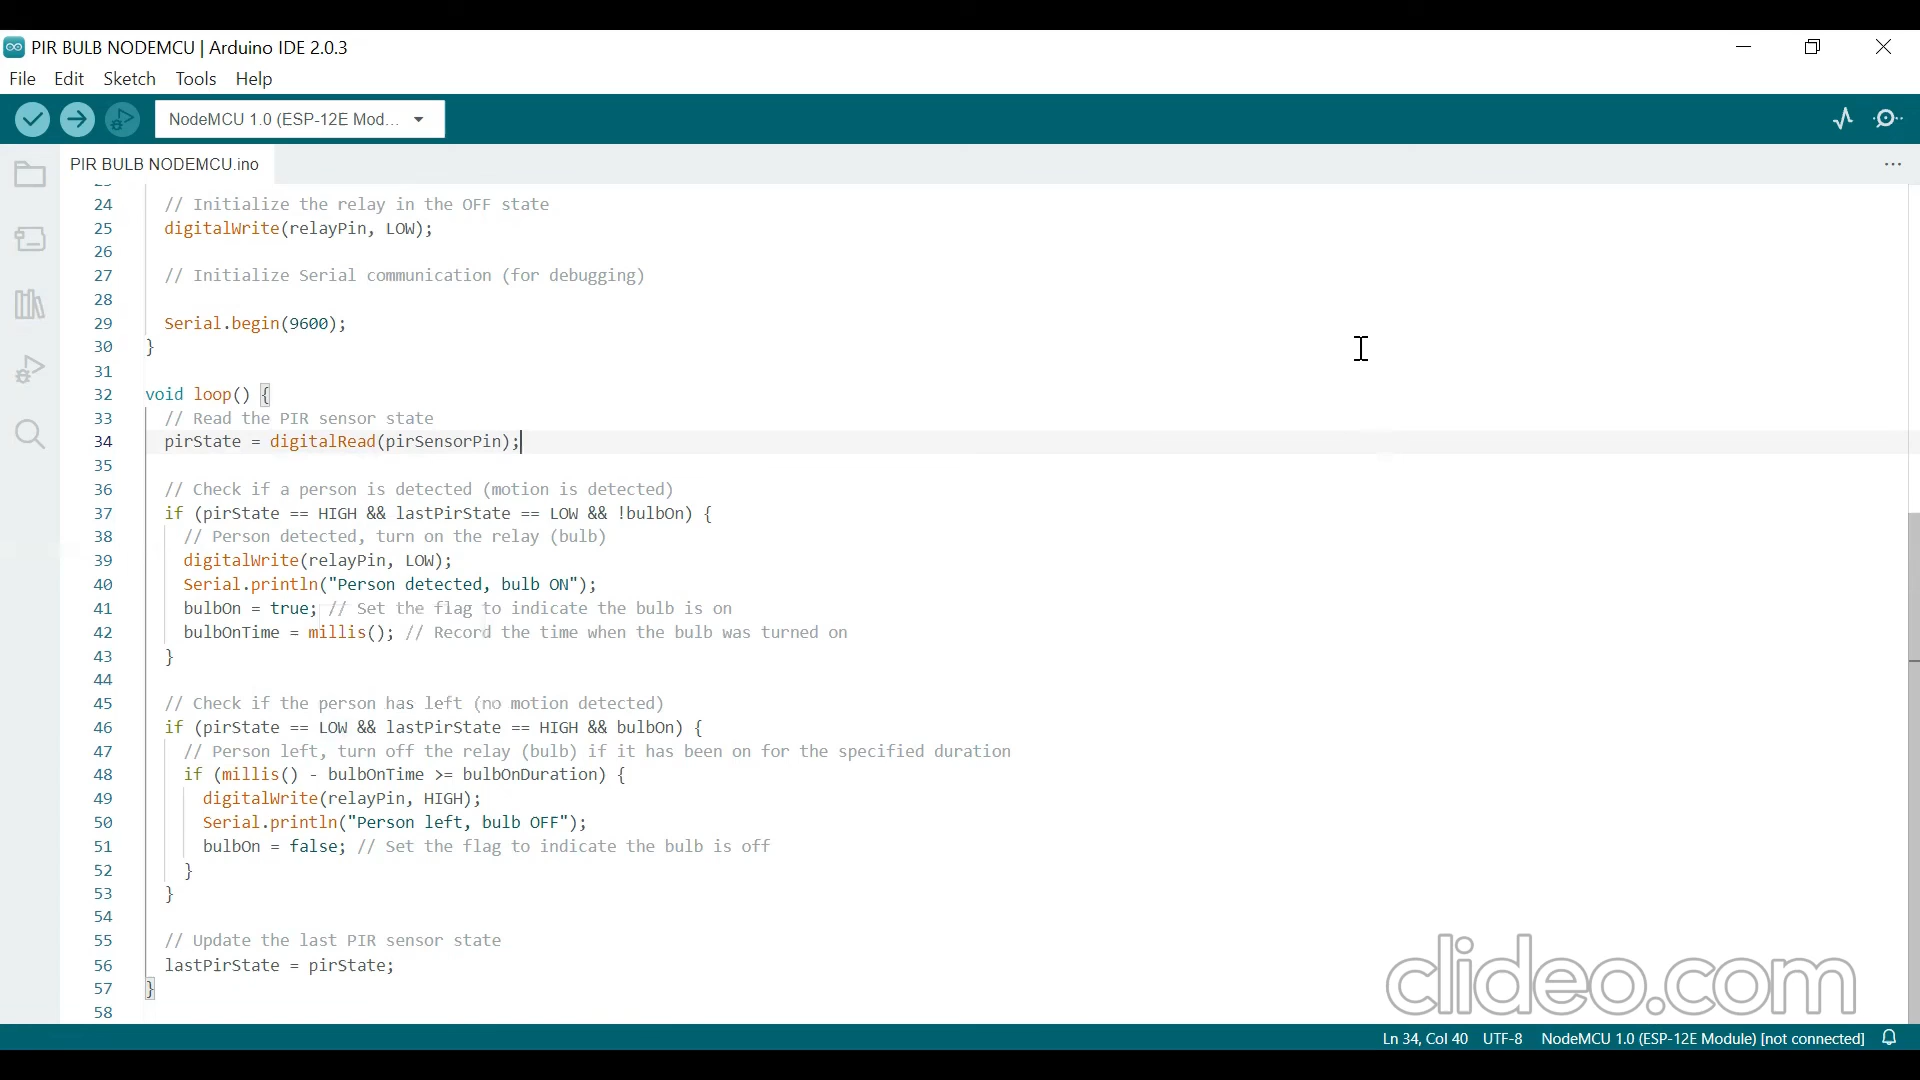 PIR BULB NODEMCU | Arduino IDE 2.0.3
File Edit Sketch Tools Help
NodeMCU 1.0 (ESP-12E Mod...
PIR BULB NODEMCU.ino
24 // Initialize the relay in the OFF state
25 digitalWrite(relayPin, LOW);
26
27 // Initialize Serial communication (for debugging)
28
29 Serial.begin(9600);
30 }
31
32 void loop() {
33 // Read the PIR sensor state
34 pirState = digitalRead(pirSensorPin);
35
36 // Check if a person is detected (motion is detected)
37 if (pirState == HIGH && lastPirState == LOW && !bulbOn) {
38 // Person detected, turn on the relay (bulb)
39 digitalWrite(relayPin, LOW);
40 Serial.println("Person detected, bulb ON");
41 bulbOn = true; // Set the flag to indicate the bulb is on
42 bulbOnTime = millis(); // Record the time when the bulb was turned on
43 }
44
45 // Check if the person has left (no motion detected)
46 if (pirState == LOW && lastPirState == HIGH && bulbOn) {
47 // Person left, turn off the relay (bulb) if it has been on for the specified duration
48 if (millis() - bulbOnTime >= bulbOnDuration) {
49 digitalWrite(relayPin, HIGH);
50 Serial.println("Person left, bulb OFF");
51 bulbOn = false; // Set the flag to indicate the bulb is off
52 }
53 }
54
55 // Update the last PIR sensor state
56 lastPirState = pirState;
57 }
58
clideo.com
Ln 34, Col 40 UTF-8 NodeMCU 1.0 (ESP-12E Module) [not connected]